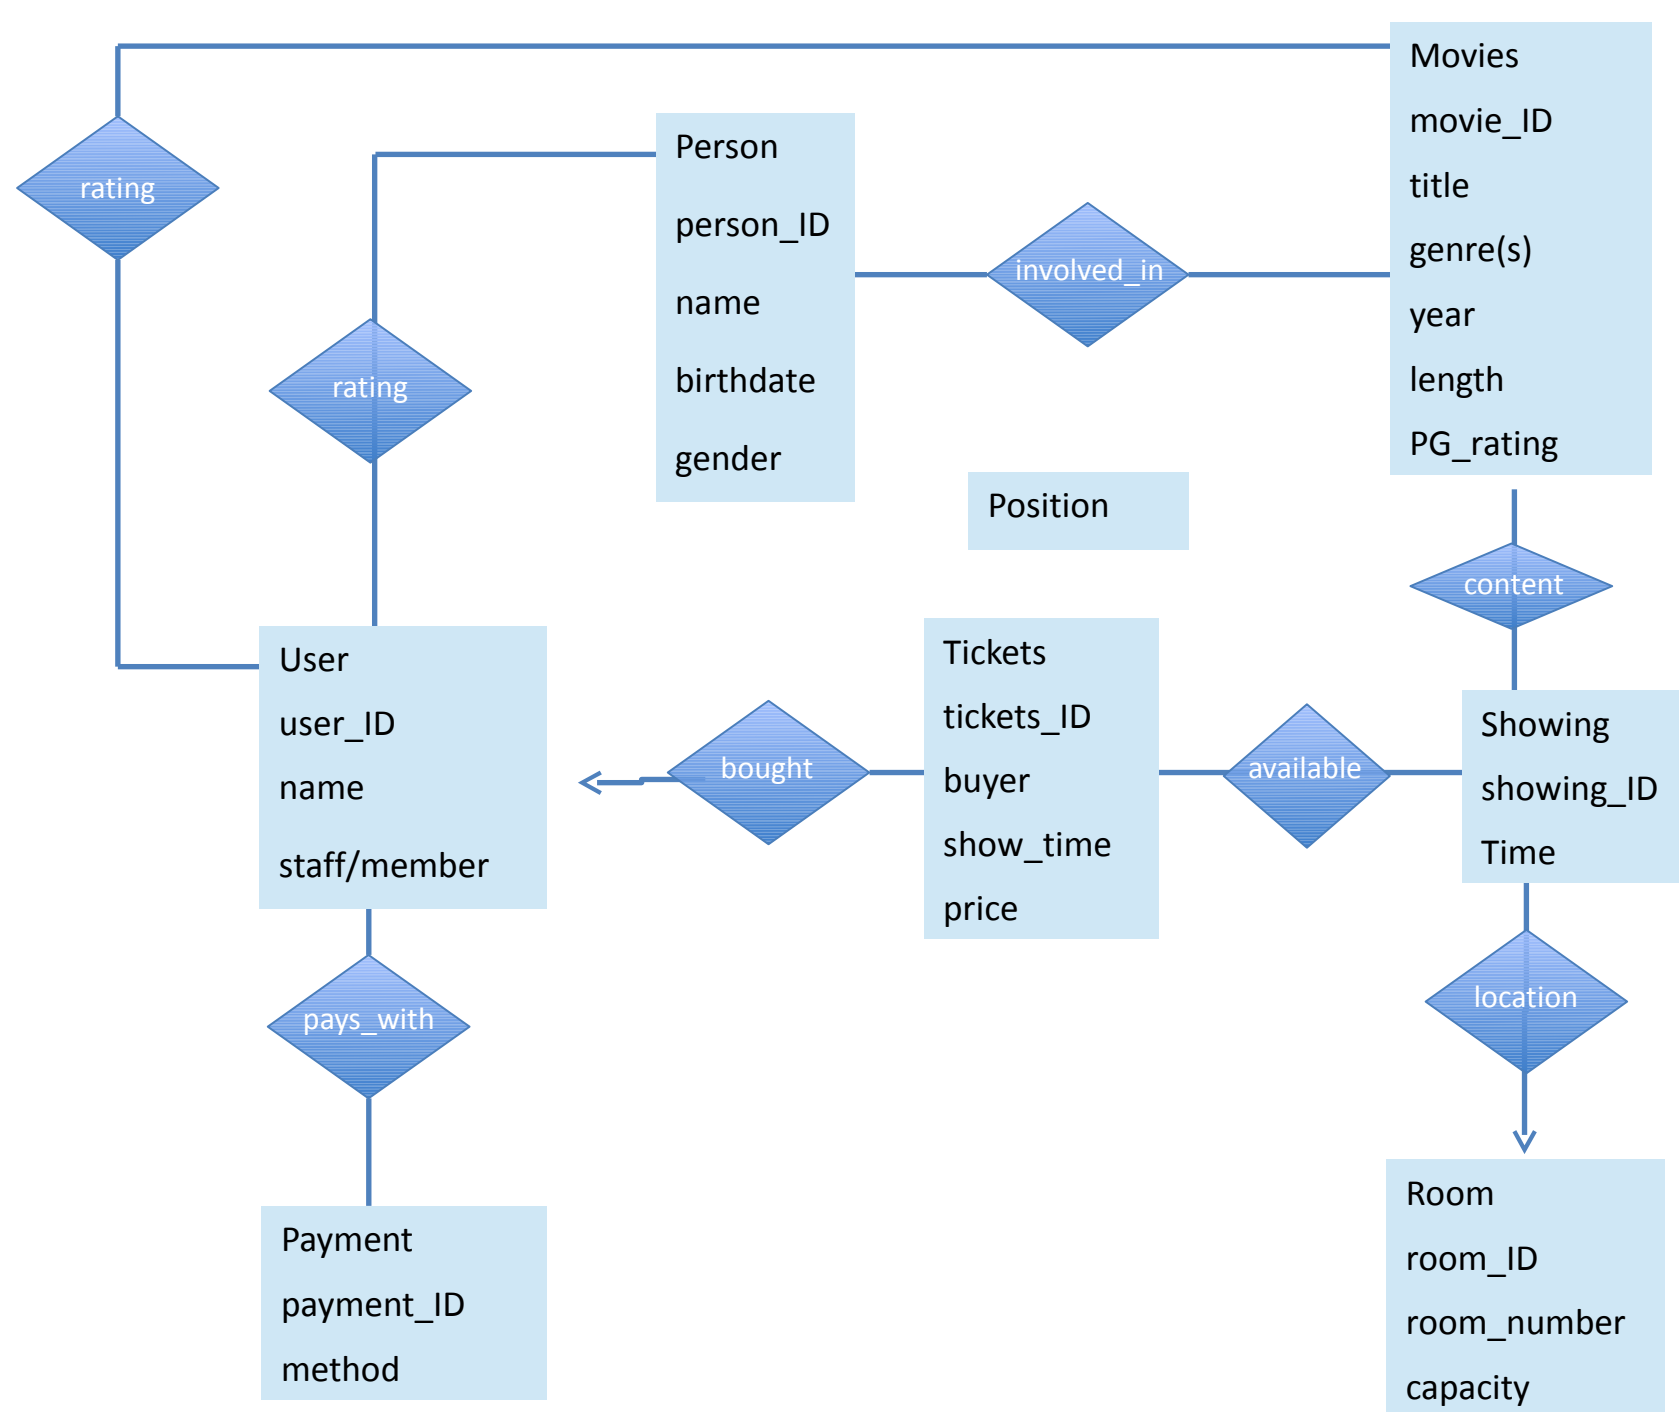 Movies
movie_ID
title
genre(s)
year
length
PG_rating
rating
Person
person_ID
name
birthdate
gender
involved_in
rating
Position
content
User
user_ID
name
staff/member
bought
Tickets
tickets_ID
buyer
show_time
price
available
Showing
showing_ID
Time
pays_with
location
Payment
payment_ID
method
Room
room_ID
room_number
capacity